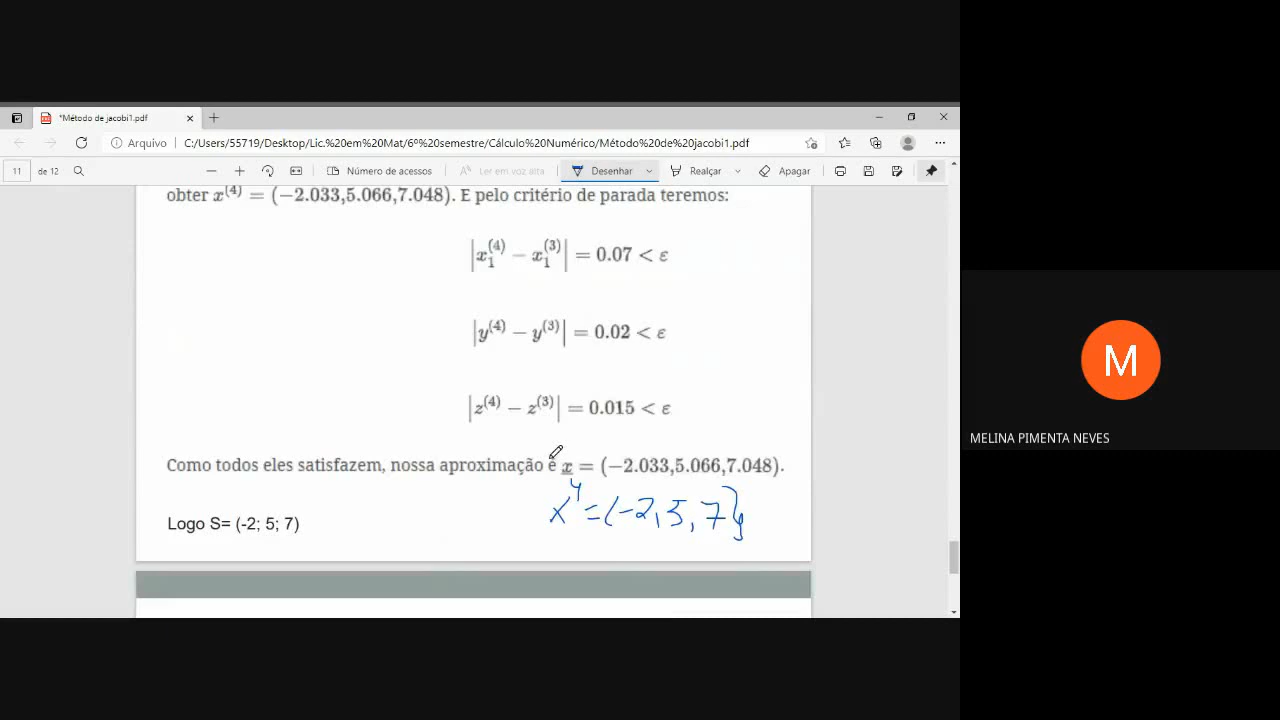 *Método de jacobi1.pdf
Arquivo C:/Users/55719/Desktop/Lic.%20em%20Mat/6º%20semestre/Cálculo%20Numérico/Método%20de%20jacobi1.pdf
11 de 12 Número de acessos Ler em voz alta Desenhar Realçar Apagar
obter x^(4) = (−2.033,5.066,7.048). E pelo critério de parada teremos:
|x₁^(4) − x₁^(3)| = 0.07 < ε
|y^(4) − y^(3)| = 0.02 < ε
|z^(4) − z^(3)| = 0.015 < ε
Como todos eles satisfazem, nossa aproximação é x = (−2.033,5.066,7.048).
x^4 = (-2, 5, 7)
Logo S= (-2; 5; 7)
M
MELINA PIMENTA NEVES